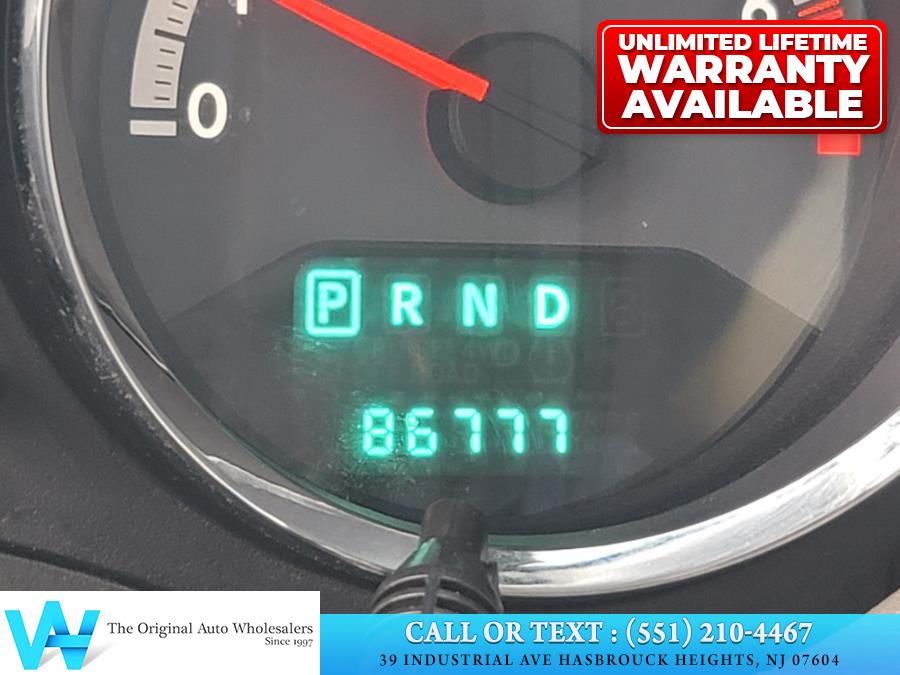 UNLIMITED LIFETIME
WARRANTY
AVAILABLE
0
P R N D
86777
The Original Auto Wholesalers
Since 1997
CALL OR TEXT : (551) 210-4467
39 INDUSTRIAL AVE HASBROUCK HEIGHTS, NJ 07604